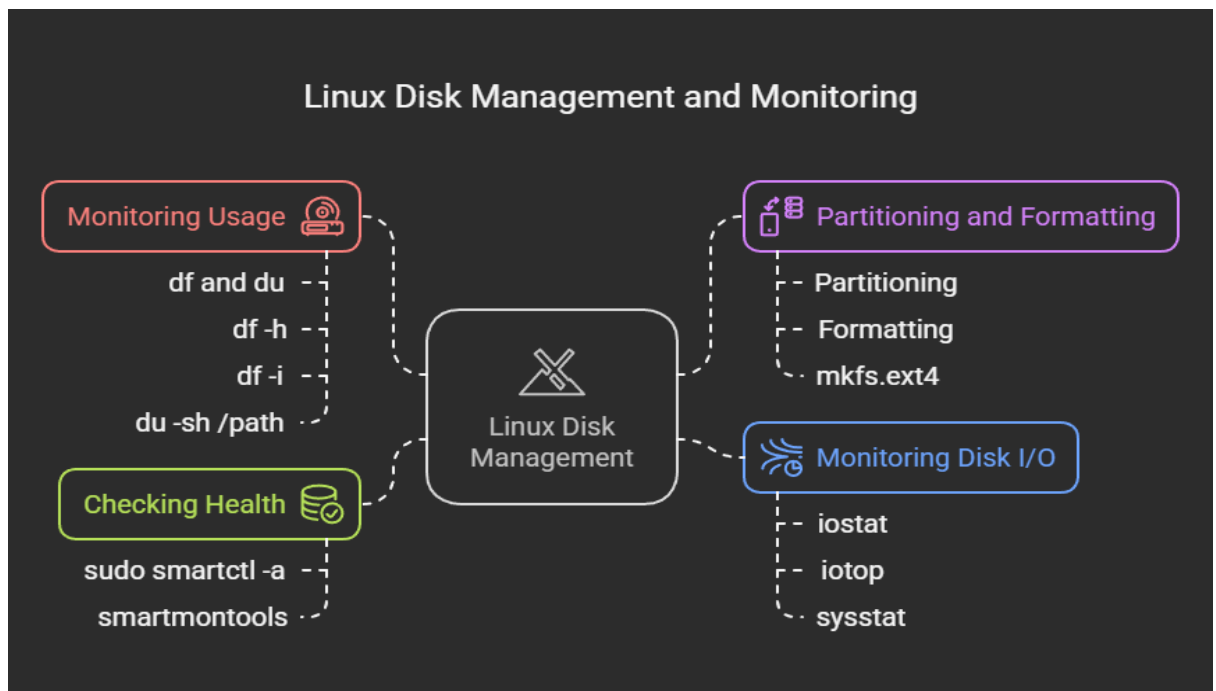 Linux Disk Management and Monitoring
Monitoring Usage
df and du
df -h
df -i
du -sh /path
Checking Health
sudo smartctl -a
smartmontools
Linux Disk
Management
Partitioning and Formatting
Partitioning
Formatting
mkfs.ext4
Monitoring Disk I/O
iostat
iotop
sysstat